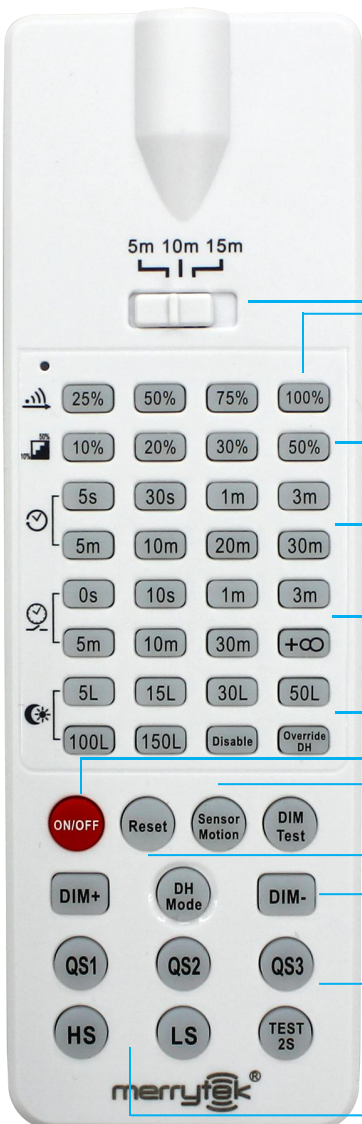 5m 10m 15m
25% 50% 75% 100%
50%
10%
10% 20% 30% 50%
5s 30s 1m 3m
5m 10m 20m 30m
0s 10s 1m 3m
5m 10m 30m +∞
5L 15L 30L 50L
100L 150L Disable Override
DH
ON/OFF Reset Sensor DIM
Motion Test
DIM+ DH DIM-
Mode
QS1 QS2 QS3
HS LS TEST
2S
merrytek®